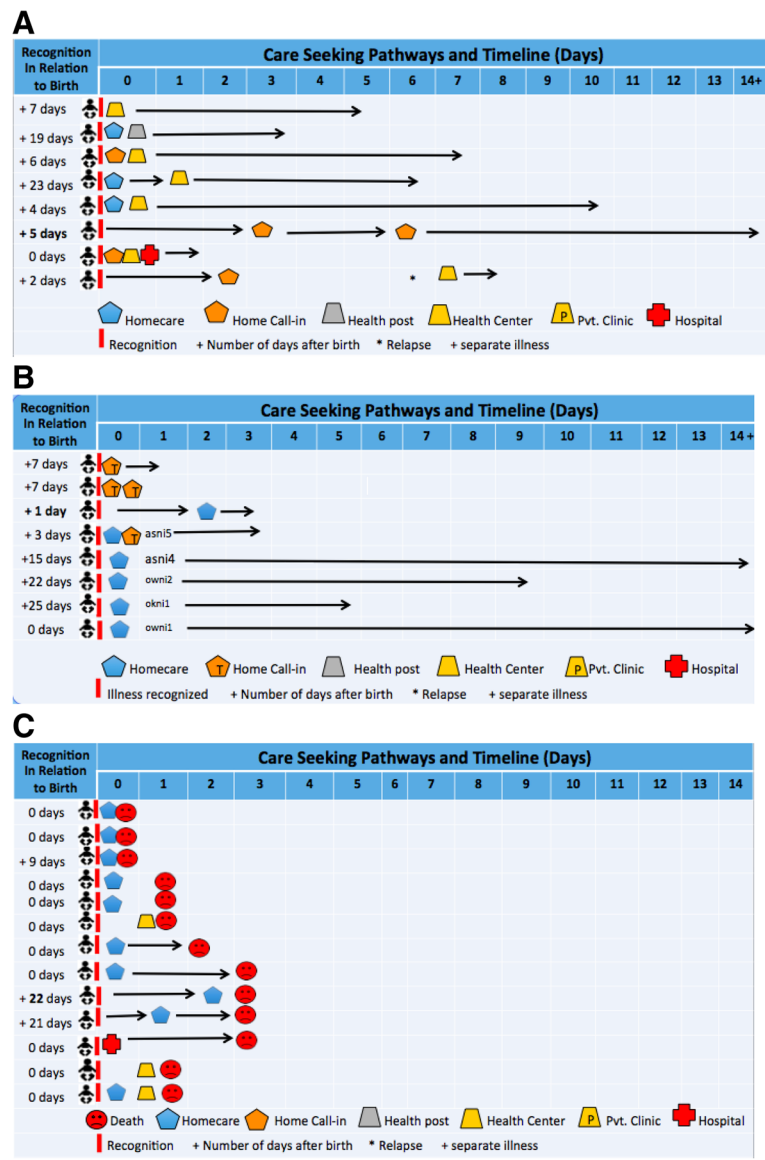 A
Recognition In Relation to Birth
Care Seeking Pathways and Timeline (Days)
0 1 2 3 4 5 6 7 8 9 10 11 12 13 14+
+ 7 days
+ 19 days
+ 6 days
+ 23 days
+ 4 days
+ 5 days
0 days
+ 2 days *
Homecare Home Call-in Health post Health Center P Pvt. Clinic Hospital
Recognition + Number of days after birth * Relapse + separate illness
B
Recognition In Relation to Birth
Care Seeking Pathways and Timeline (Days)
0 1 2 3 4 5 6 7 8 9 10 11 12 13 14 +
+7 days T
+7 days T T
+ 1 day
+ 3 days T asni5
+15 days asni4
+22 days owni2
+25 days okni1
0 days owni1
Homecare T Home Call-in Health post Health Center P Pvt. Clinic Hospital
Illness recognized + Number of days after birth * Relapse + separate illness
C
Recognition In Relation to Birth
Care Seeking Pathways and Timeline (Days)
0 1 2 3 4 5 6 7 8 9 10 11 12 13 14
0 days
0 days
+ 9 days
0 days
0 days
0 days
0 days
0 days
+ 22 days
+ 21 days
0 days
0 days
0 days
Death Homecare Home Call-in Health post Health Center P Pvt. Clinic Hospital
Recognition + Number of days after birth * Relapse + separate illness